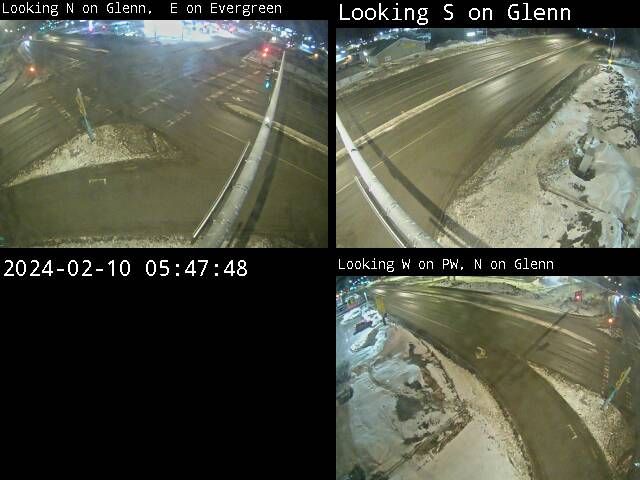 Looking N on Glenn,  E on Evergreen
Looking S on Glenn
2024-02-10 05:47:48
Looking W on PW, N on Glenn